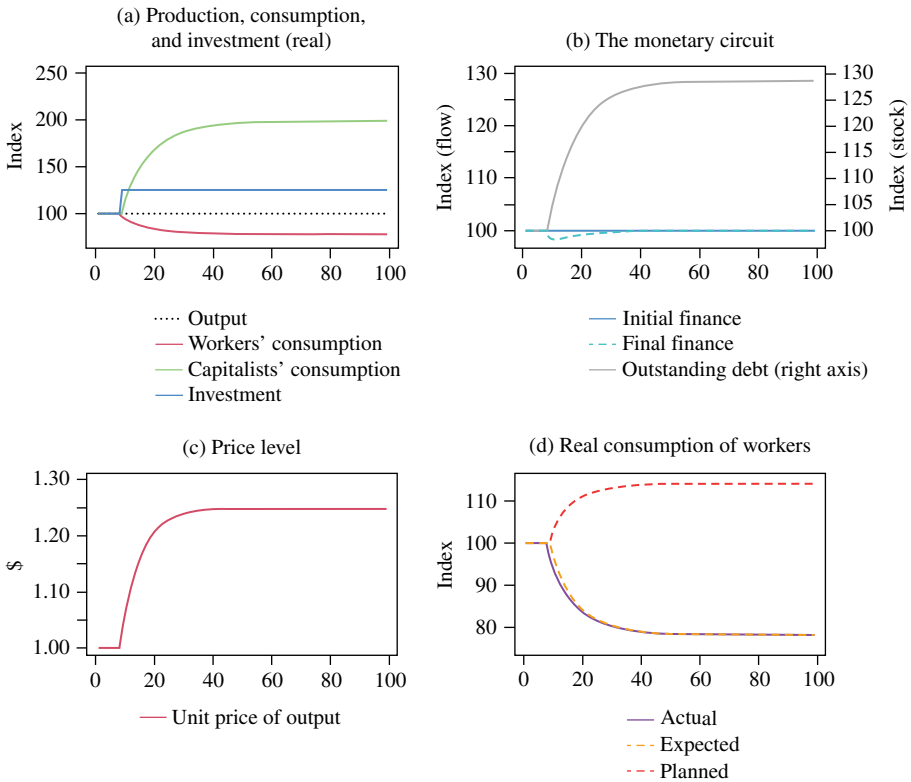 (a) Production, consumption,
and investment (real)
250
200
150
100
Index
0 20 40 60 80 100
Output
Workers’ consumption
Capitalists’ consumption
Investment
(b) The monetary circuit
130
120
110
100
Index (flow)
130
125
120
115
110
105
100
Index (stock)
0 20 40 60 80 100
Initial finance
Final finance
Outstanding debt (right axis)
(c) Price level
1.30
1.20
1.10
1.00
$
0 20 40 60 80 100
Unit price of output
(d) Real consumption of workers
110
100
90
80
Index
0 20 40 60 80 100
Actual
Expected
Planned